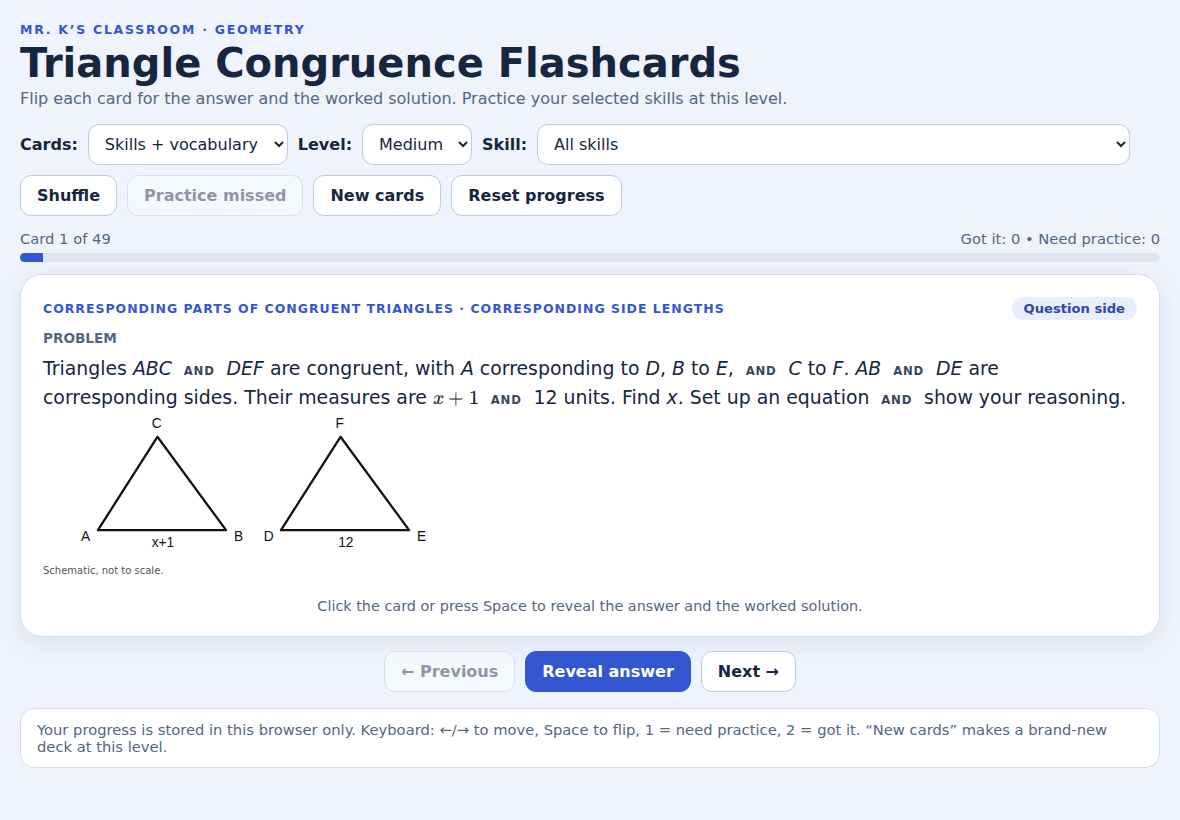 MR. K’S CLASSROOM · GEOMETRY
Triangle Congruence Flashcards
Flip each card for the answer and the worked solution. Practice your selected skills at this level.
Cards: Skills + vocabulary Level: Medium Skill: All skills
Shuffle Practice missed New cards Reset progress
Card 1 of 49 Got it: 0 • Need practice: 0
CORRESPONDING PARTS OF CONGRUENT TRIANGLES · CORRESPONDING SIDE LENGTHS Question side
PROBLEM
Triangles ABC AND DEF are congruent, with A corresponding to D, B to E, AND C to F. AB AND DE are
corresponding sides. Their measures are x + 1 AND 12 units. Find x. Set up an equation AND show your reasoning.
C F
A B D E
x+1 12
Schematic, not to scale.
Click the card or press Space to reveal the answer and the worked solution.
← Previous Reveal answer Next →
Your progress is stored in this browser only. Keyboard: ←/→ to move, Space to flip, 1 = need practice, 2 = got it. “New cards” makes a brand-new
deck at this level.